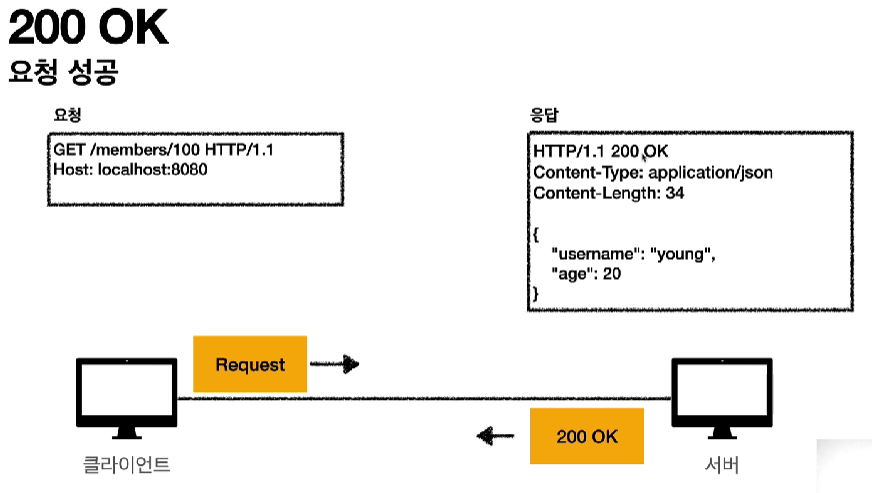 200 OK
요청 성공
요청
GET /members/100 HTTP/1.1
Host: localhost:8080
응답
HTTP/1.1 200 OK
Content-Type: application/json
Content-Length: 34
{
"username": "young",
"age": 20
}
Request
200 OK
클라이언트
서버